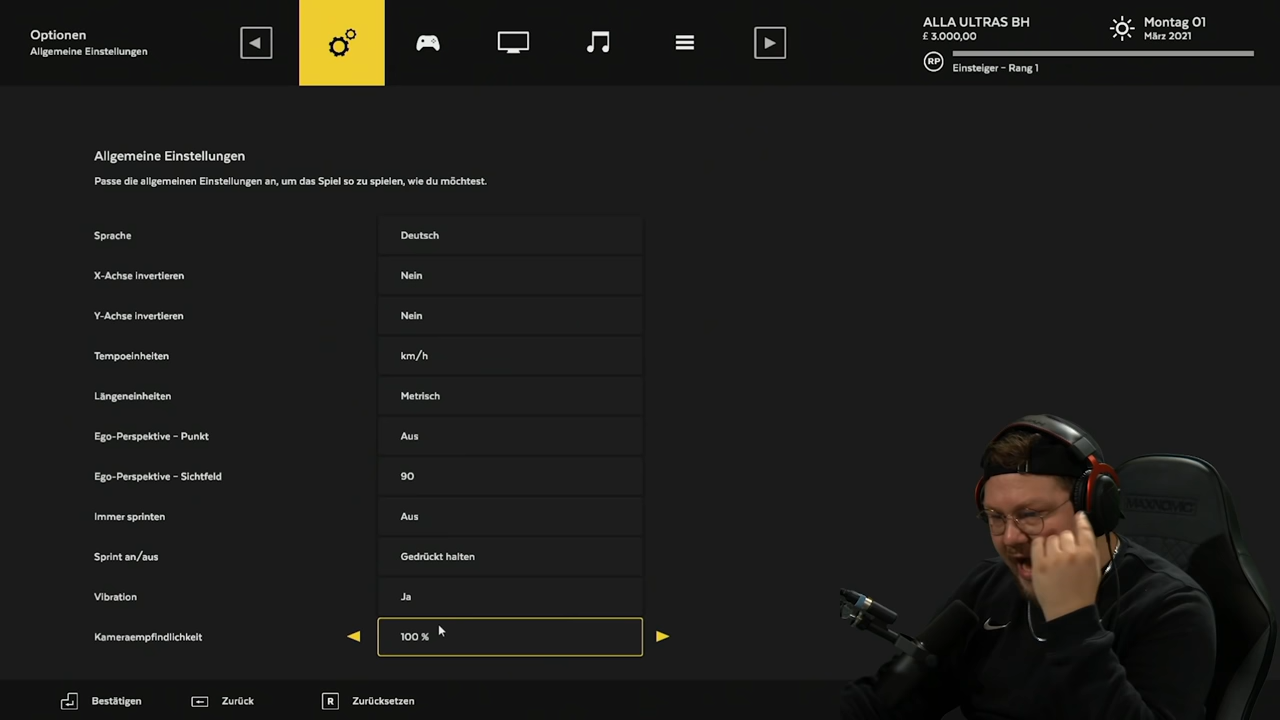 Optionen
Allgemeine Einstellungen
ALLA ULTRAS BH
£ 3.000,00
Montag 01
März 2021
RP
Einsteiger – Rang 1
Allgemeine Einstellungen
Passe die allgemeinen Einstellungen an, um das Spiel so zu spielen, wie du möchtest.
Sprache Deutsch
X-Achse invertieren Nein
Y-Achse invertieren Nein
Tempoeinheiten km/h
Längeneinheiten Metrisch
Ego-Perspektive – Punkt Aus
Ego-Perspektive – Sichtfeld 90
Immer sprinten Aus
Sprint an/aus Gedrückt halten
Vibration Ja
Kameraempfindlichkeit 100 %
Bestätigen Zurück R Zurücksetzen